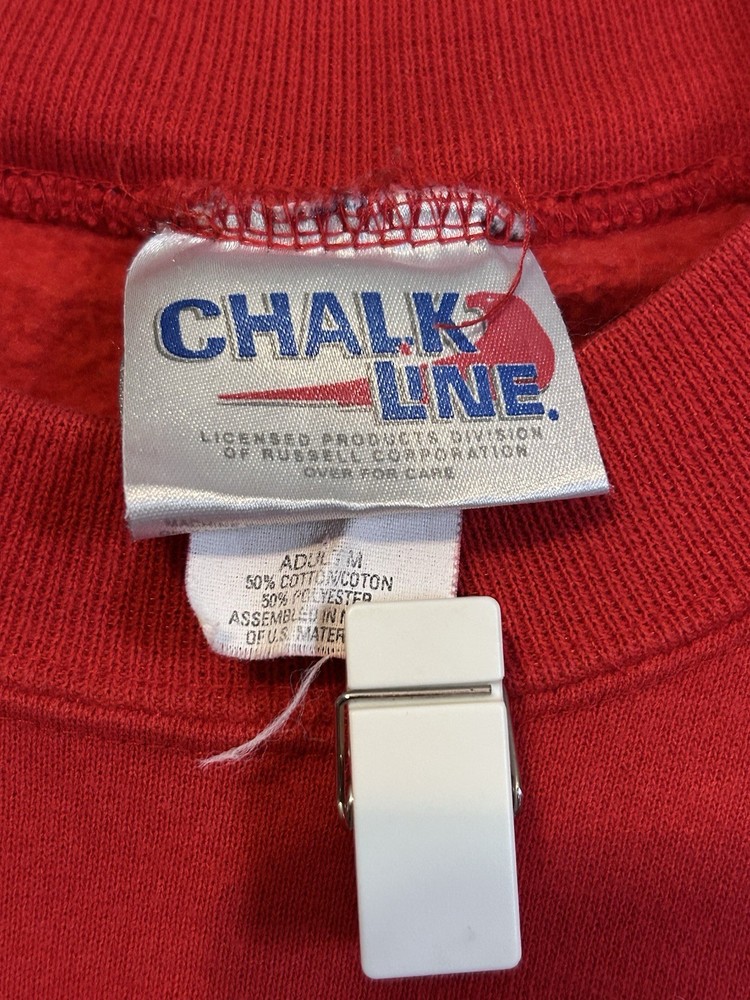 CHALK
LINE.
LICENSED PRODUCTS DIVISION
OF RUSSELL CORPORATION
OVER FOR CARE
MACHINE
ADULT M
50% COTTON/COTON
50% POLYESTER
ASSEMBLED IN
OF U.S. MATER